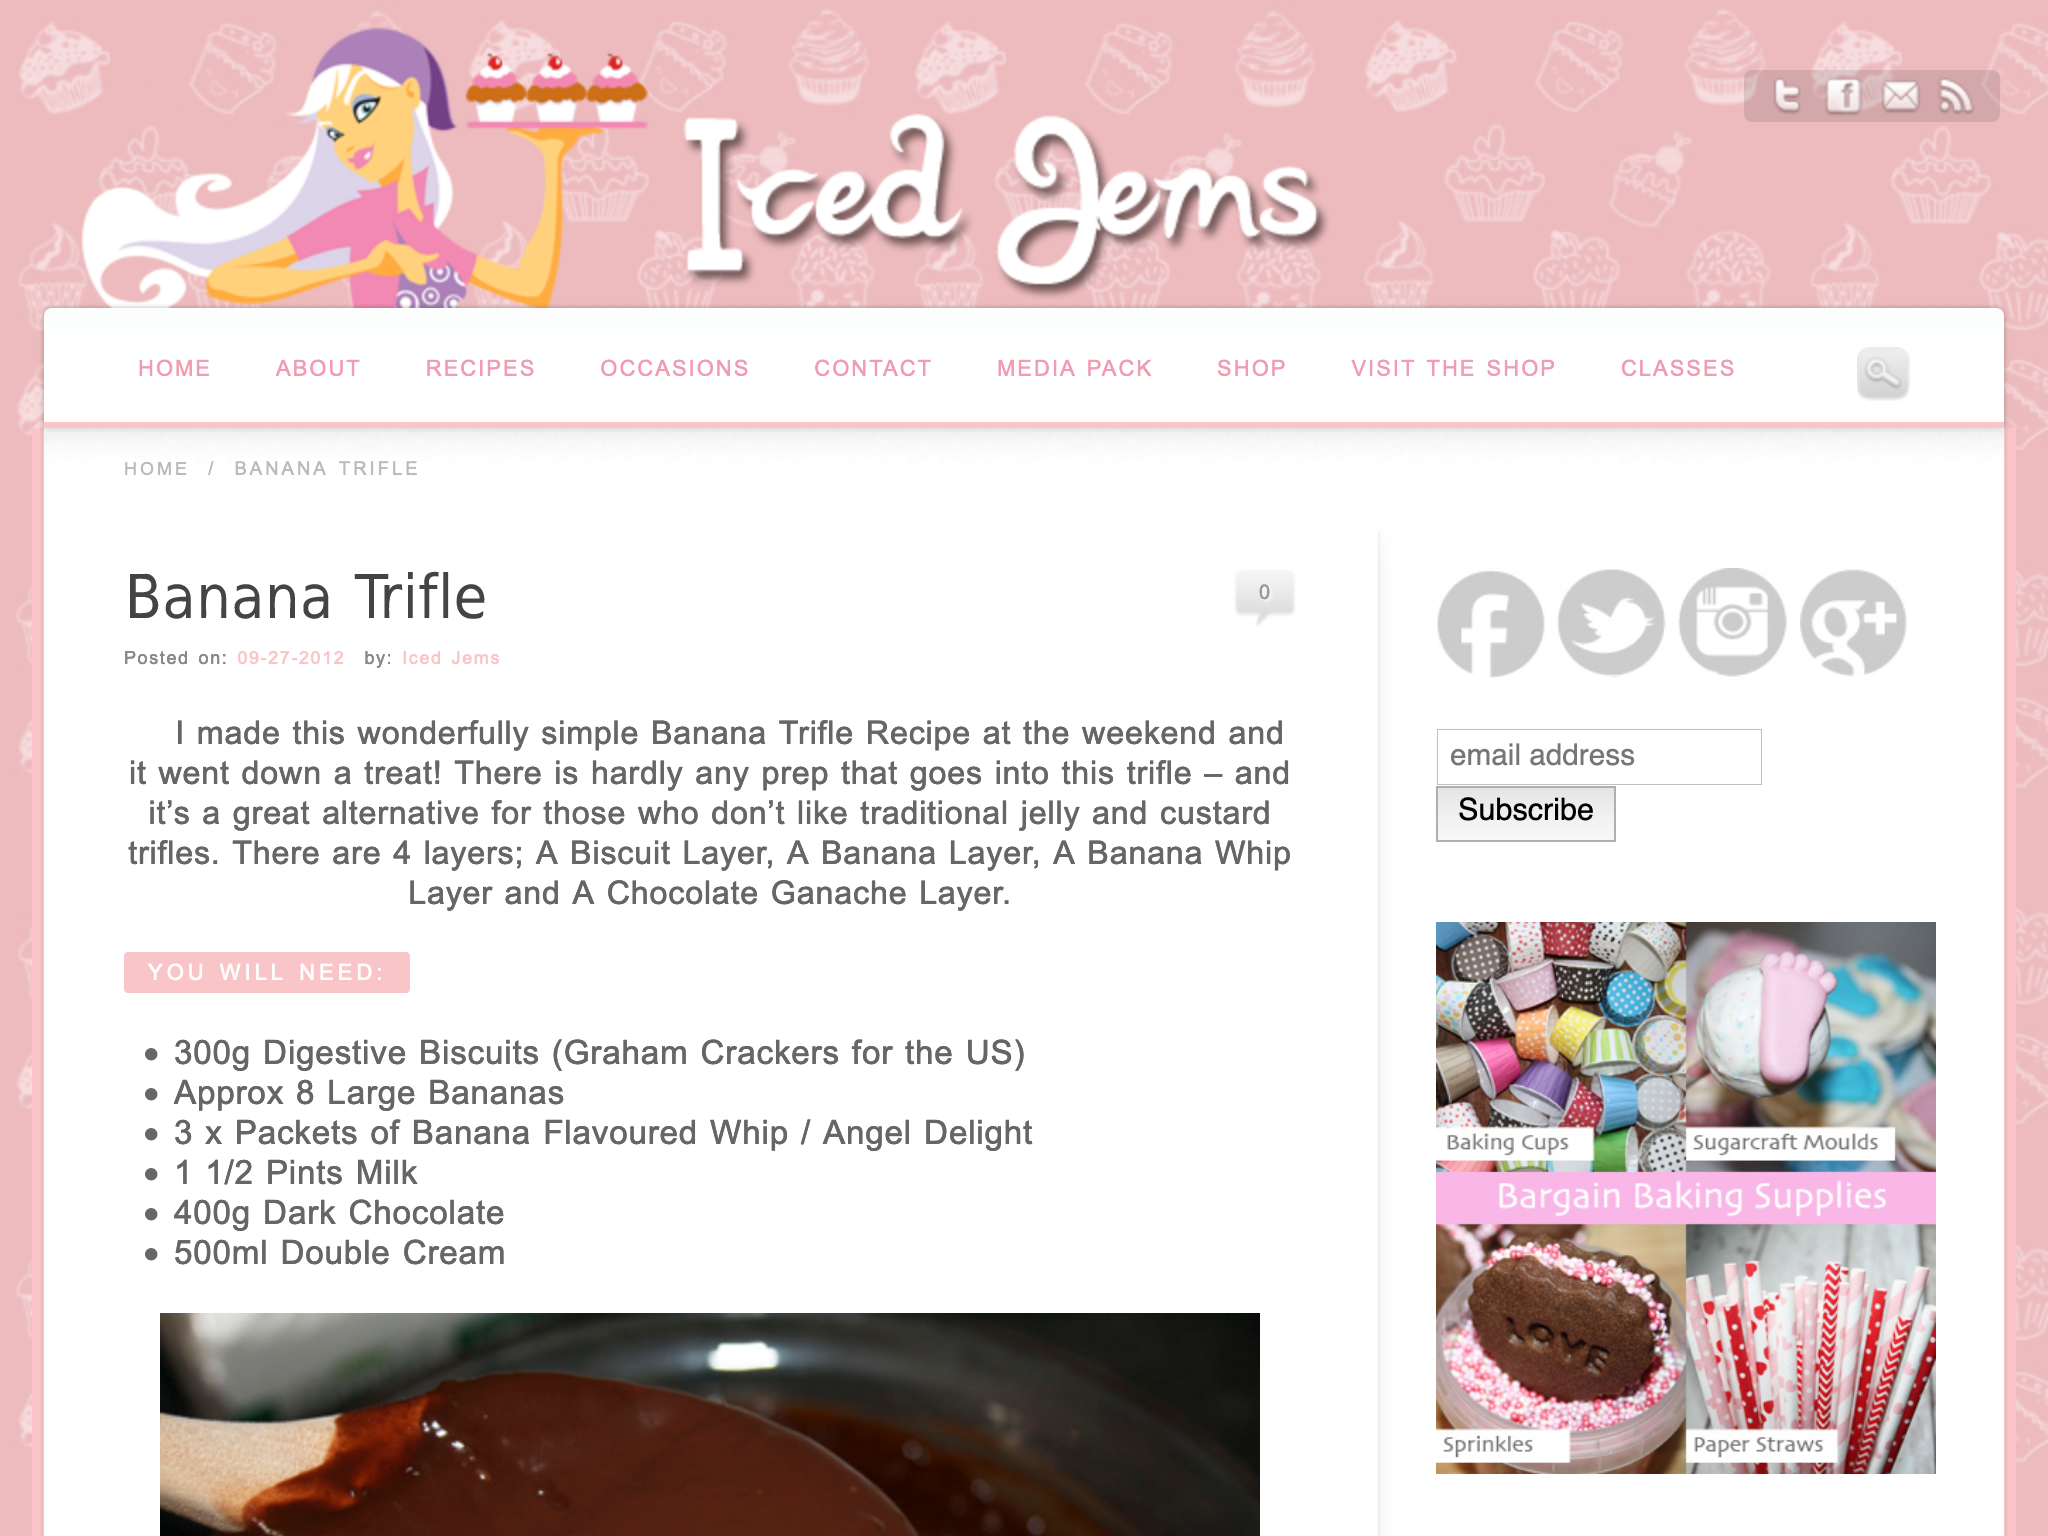 Iced Jems
HOME ABOUT RECIPES OCCASIONS CONTACT MEDIA PACK SHOP VISIT THE SHOP CLASSES
HOME / BANANA TRIFLE
Banana Trifle
0
Posted on: 09-27-2012 by: Iced Jems
I made this wonderfully simple Banana Trifle Recipe at the weekend and
it went down a treat! There is hardly any prep that goes into this trifle – and
it’s a great alternative for those who don’t like traditional jelly and custard
trifles. There are 4 layers; A Biscuit Layer, A Banana Layer, A Banana Whip
Layer and A Chocolate Ganache Layer.
YOU WILL NEED:
300g Digestive Biscuits (Graham Crackers for the US)
Approx 8 Large Bananas
3 x Packets of Banana Flavoured Whip / Angel Delight
1 1/2 Pints Milk
400g Dark Chocolate
500ml Double Cream
email address
Subscribe
Baking Cups
Sugarcraft Moulds
Bargain Baking Supplies
LOVE
Sprinkles
Paper Straws